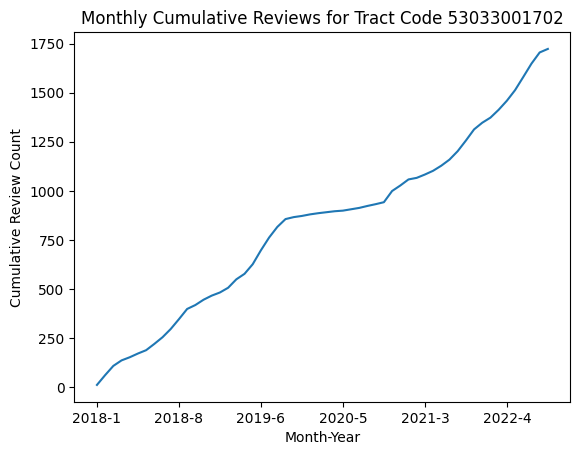 Monthly Cumulative Reviews for Tract Code 53033001702
1750
1500
1250
1000
750
500
250
0
Cumulative Review Count
2018-1 2018-8 2019-6 2020-5 2021-3 2022-4
Month-Year